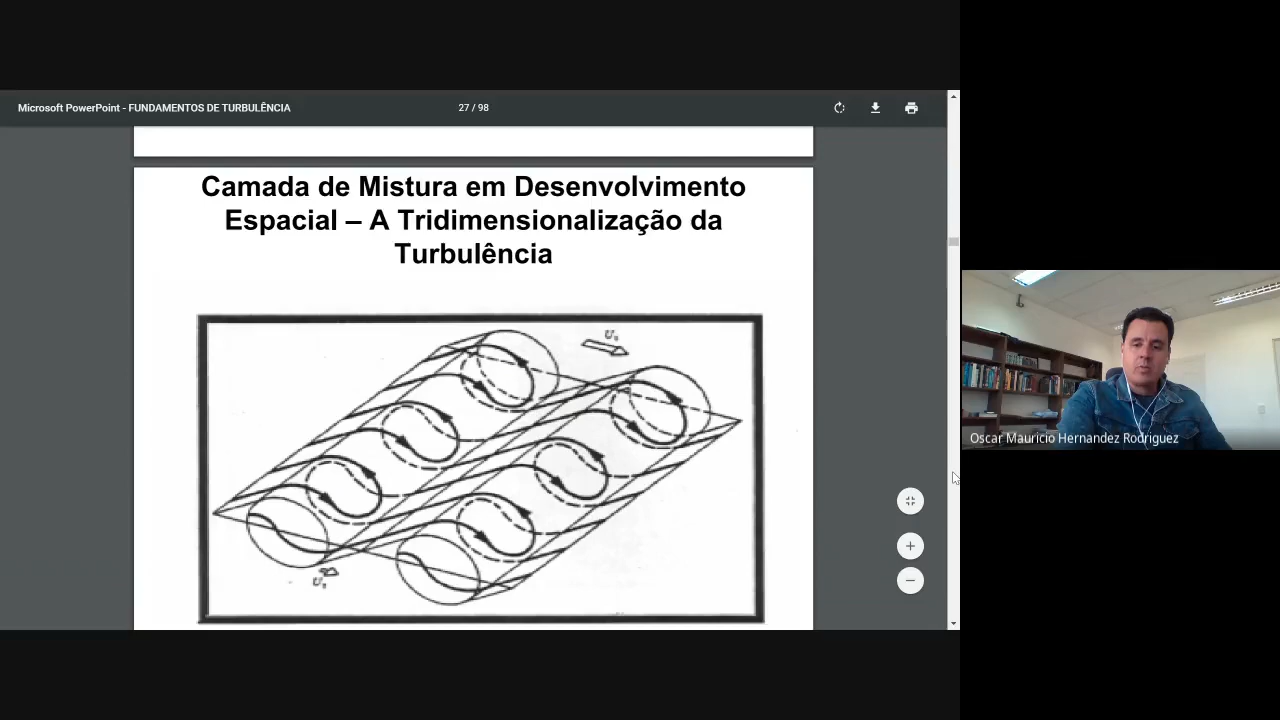 Microsoft PowerPoint - FUNDAMENTOS DE TURBULÊNCIA
27 / 98
Camada de Mistura em Desenvolvimento
Espacial – A Tridimensionalização da
Turbulência
Oscar Mauricio Hernandez Rodriguez